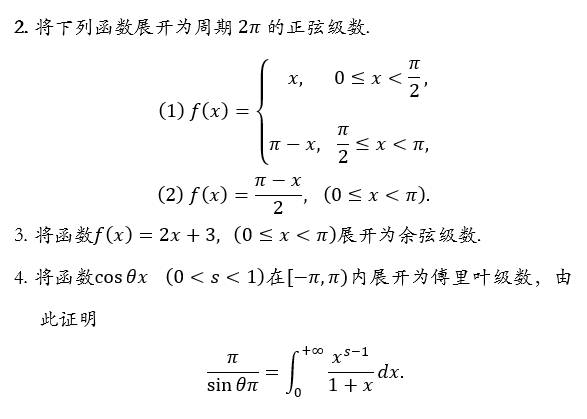 2. 将下列函数展开为周期 2π 的正弦级数.
(1) f(x) = { x, 0 ≤ x < π/2,
π − x, π/2 ≤ x < π,
(2) f(x) = (π − x)/2, (0 ≤ x < π).
3. 将函数f(x) = 2x + 3, (0 ≤ x < π)展开为余弦级数.
4. 将函数cos θx (0 < s < 1)在[−π, π)内展开为傅里叶级数, 由
此证明
π/(sin θπ) = ∫₀^{+∞} x^{s−1}/(1 + x) dx.